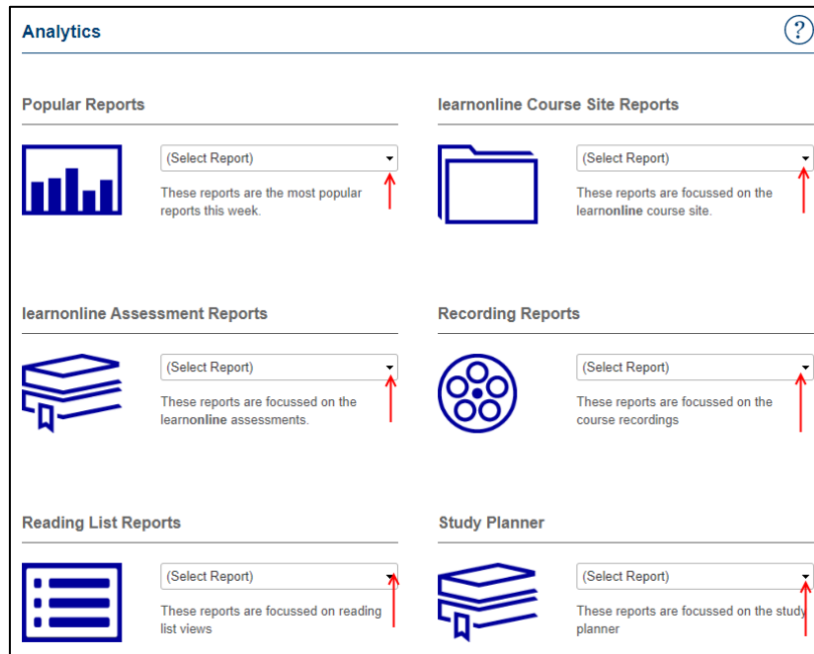 Analytics
?
Popular Reports
(Select Report)
These reports are the most popular
reports this week.
learnonline Course Site Reports
(Select Report)
These reports are focussed on the
learnonline course site.
learnonline Assessment Reports
(Select Report)
These reports are focussed on the
learnonline assessments.
Recording Reports
(Select Report)
These reports are focussed on the
course recordings
Reading List Reports
(Select Report)
These reports are focussed on reading
list views
Study Planner
(Select Report)
These reports are focussed on the study
planner